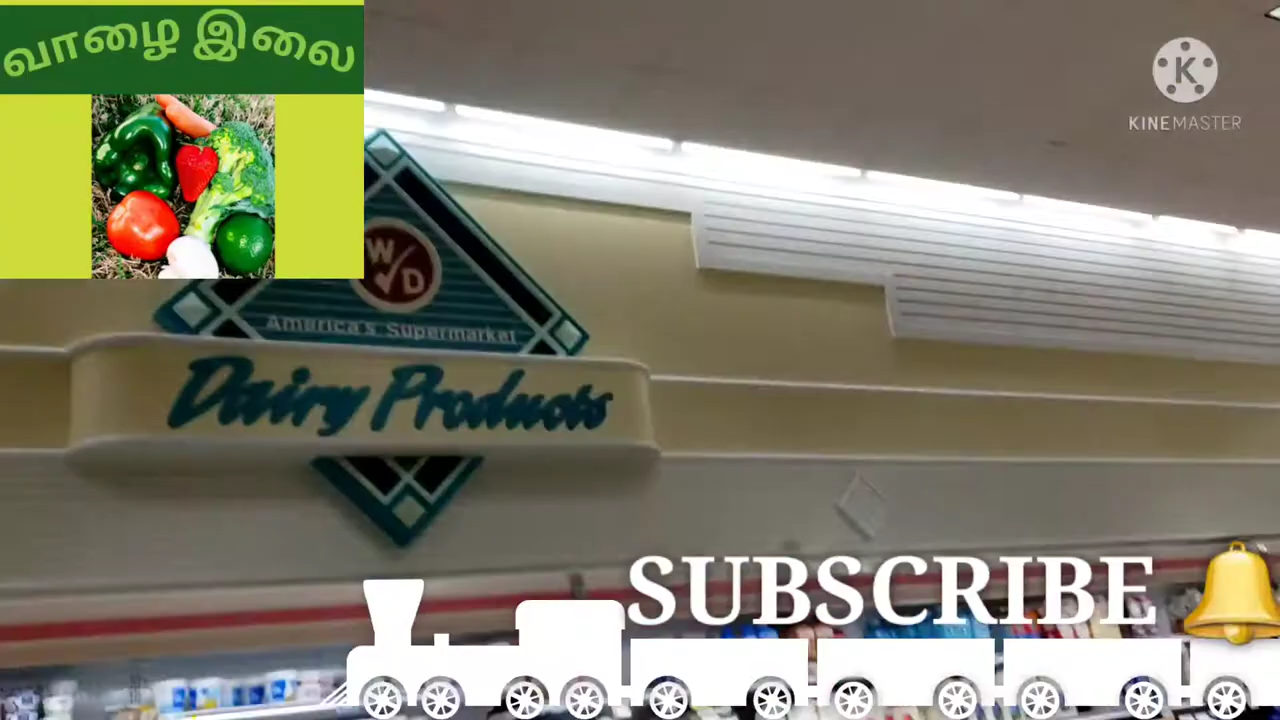 வாழை இலை
KINEMASTER
W D
America's Supermarket
Dairy Products
SUBSCRIBE